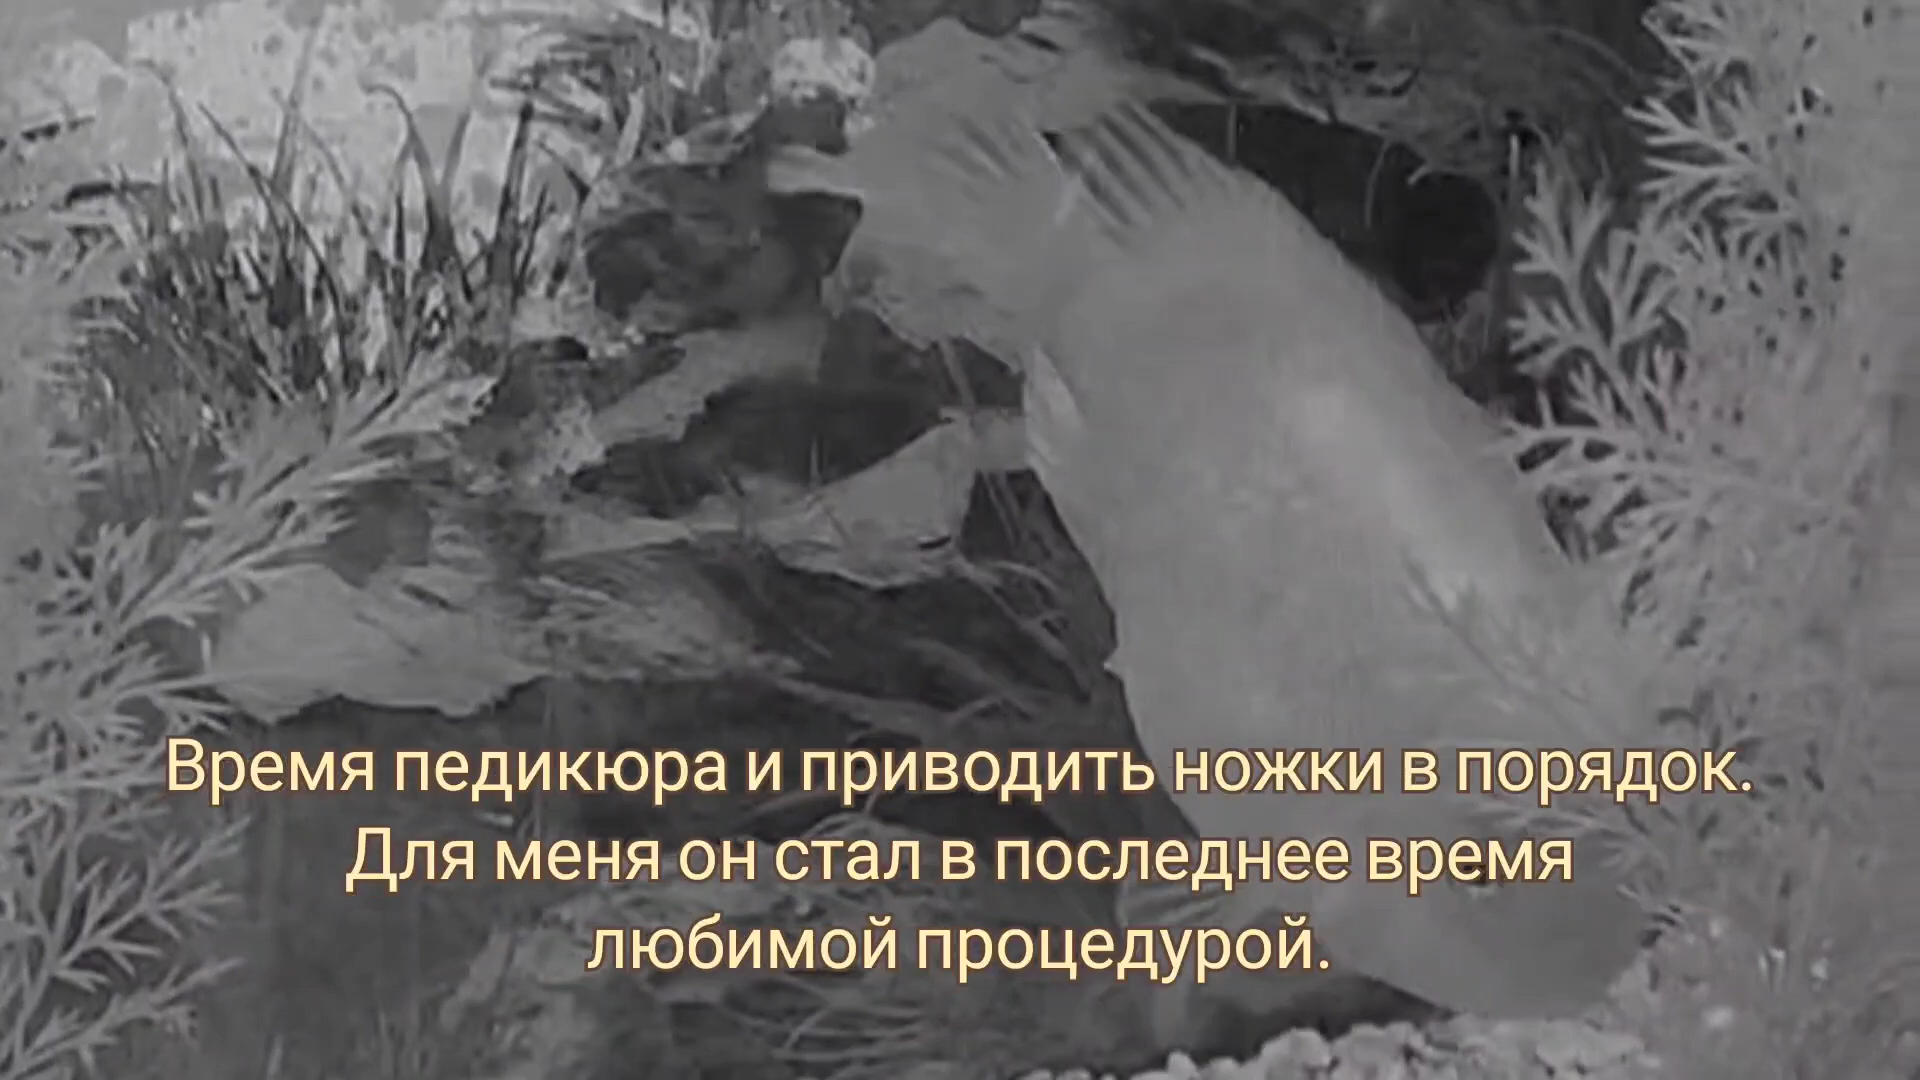 Время педикюра и приводить ножки в порядок.
Для меня он стал в последнее время
любимой процедурой.